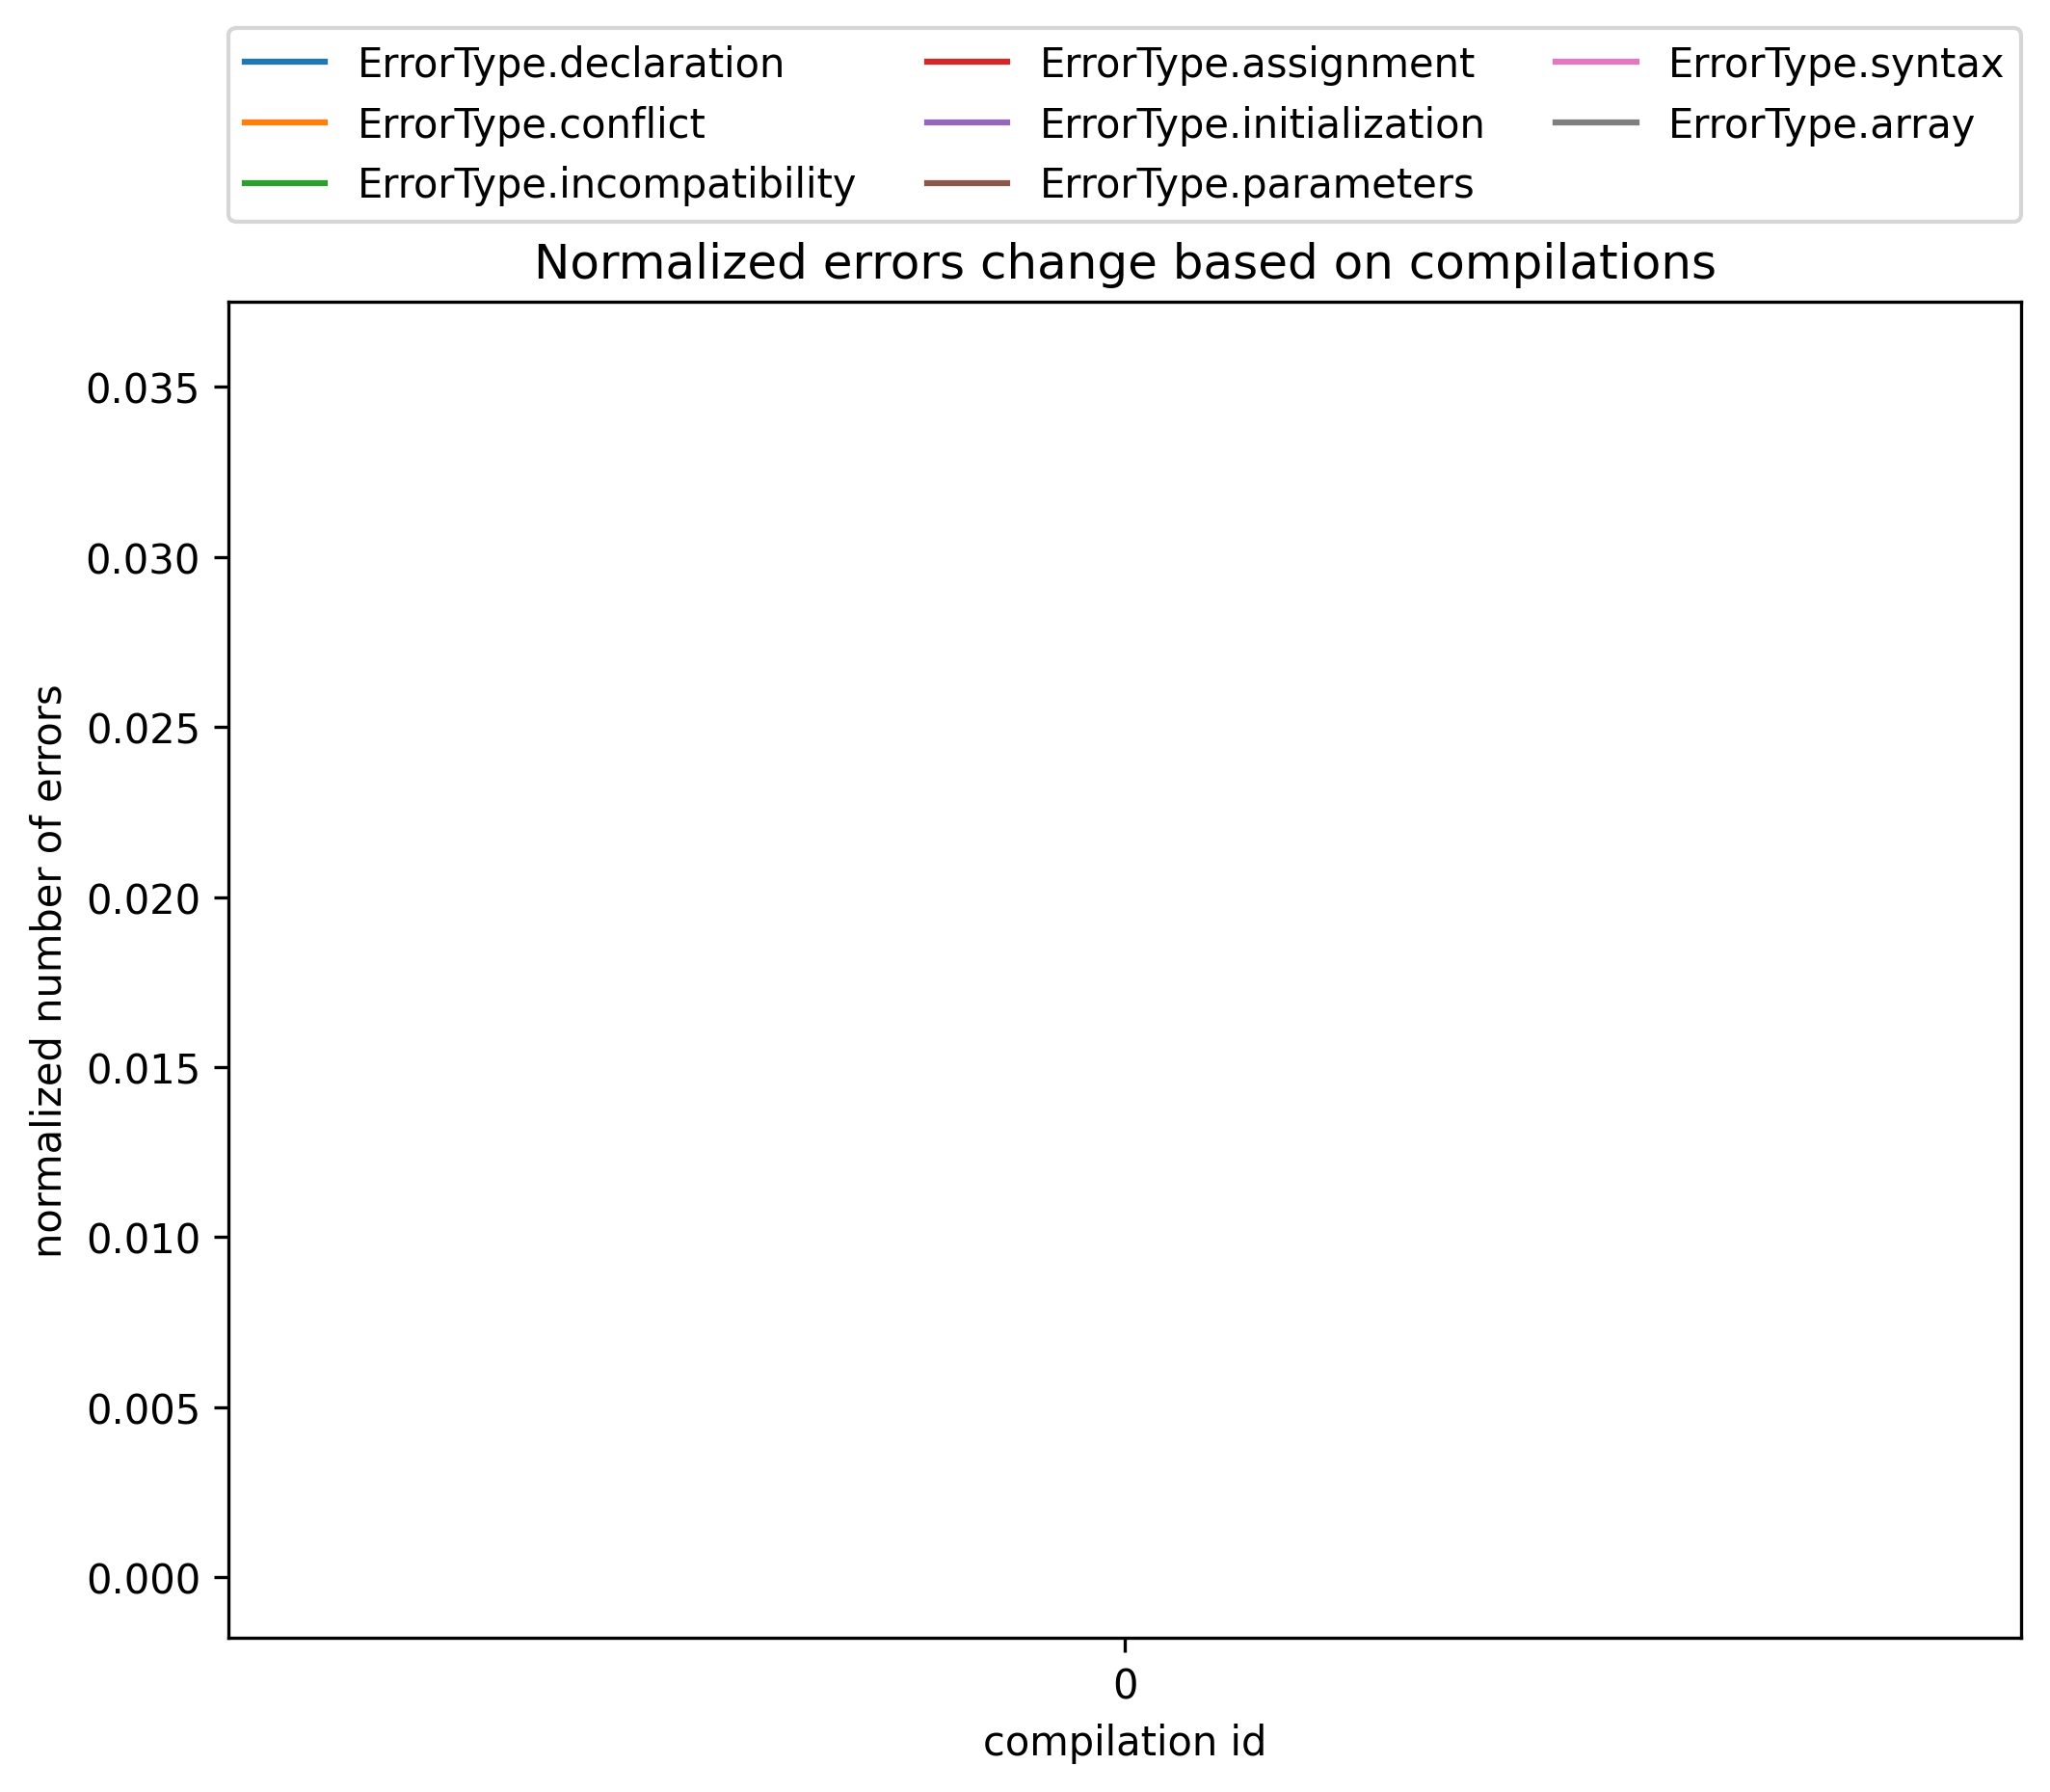 ErrorType.declaration
ErrorType.conflict
ErrorType.incompatibility
ErrorType.assignment
ErrorType.initialization
ErrorType.parameters
ErrorType.syntax
ErrorType.array
Normalized errors change based on compilations
normalized number of errors
0.035
0.030
0.025
0.020
0.015
0.010
0.005
0.000
0
compilation id